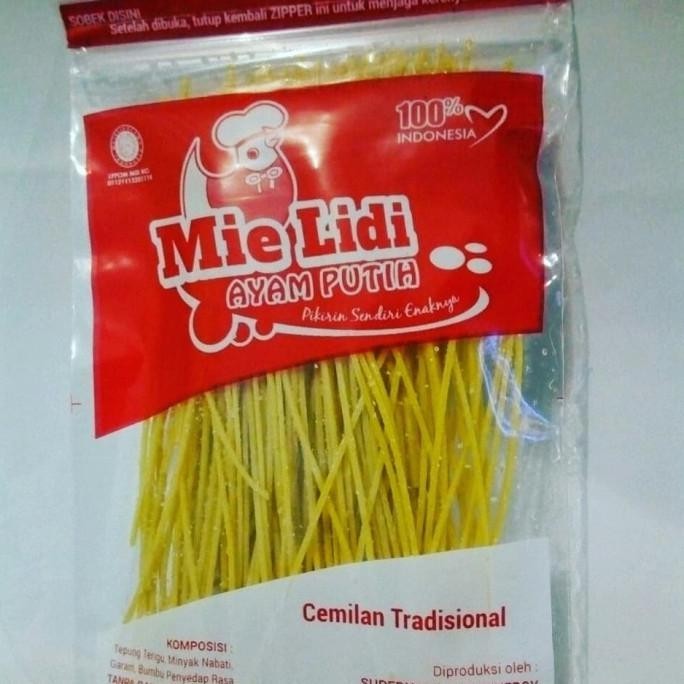 SOBEK DISINI
Setelah dibuka, tutup kembali ZIPPER ini untuk menjaga
100%
INDONESIA
Mie Lidi
AYAM PUTIH
Pikirin Sendiri Enaknya
Cemilan Tradisional
KOMPOSISI :
Tepung Terigu, Minyak Nabati,
Garam, Bumbu Penyedap Rasa
Diproduksi oleh :